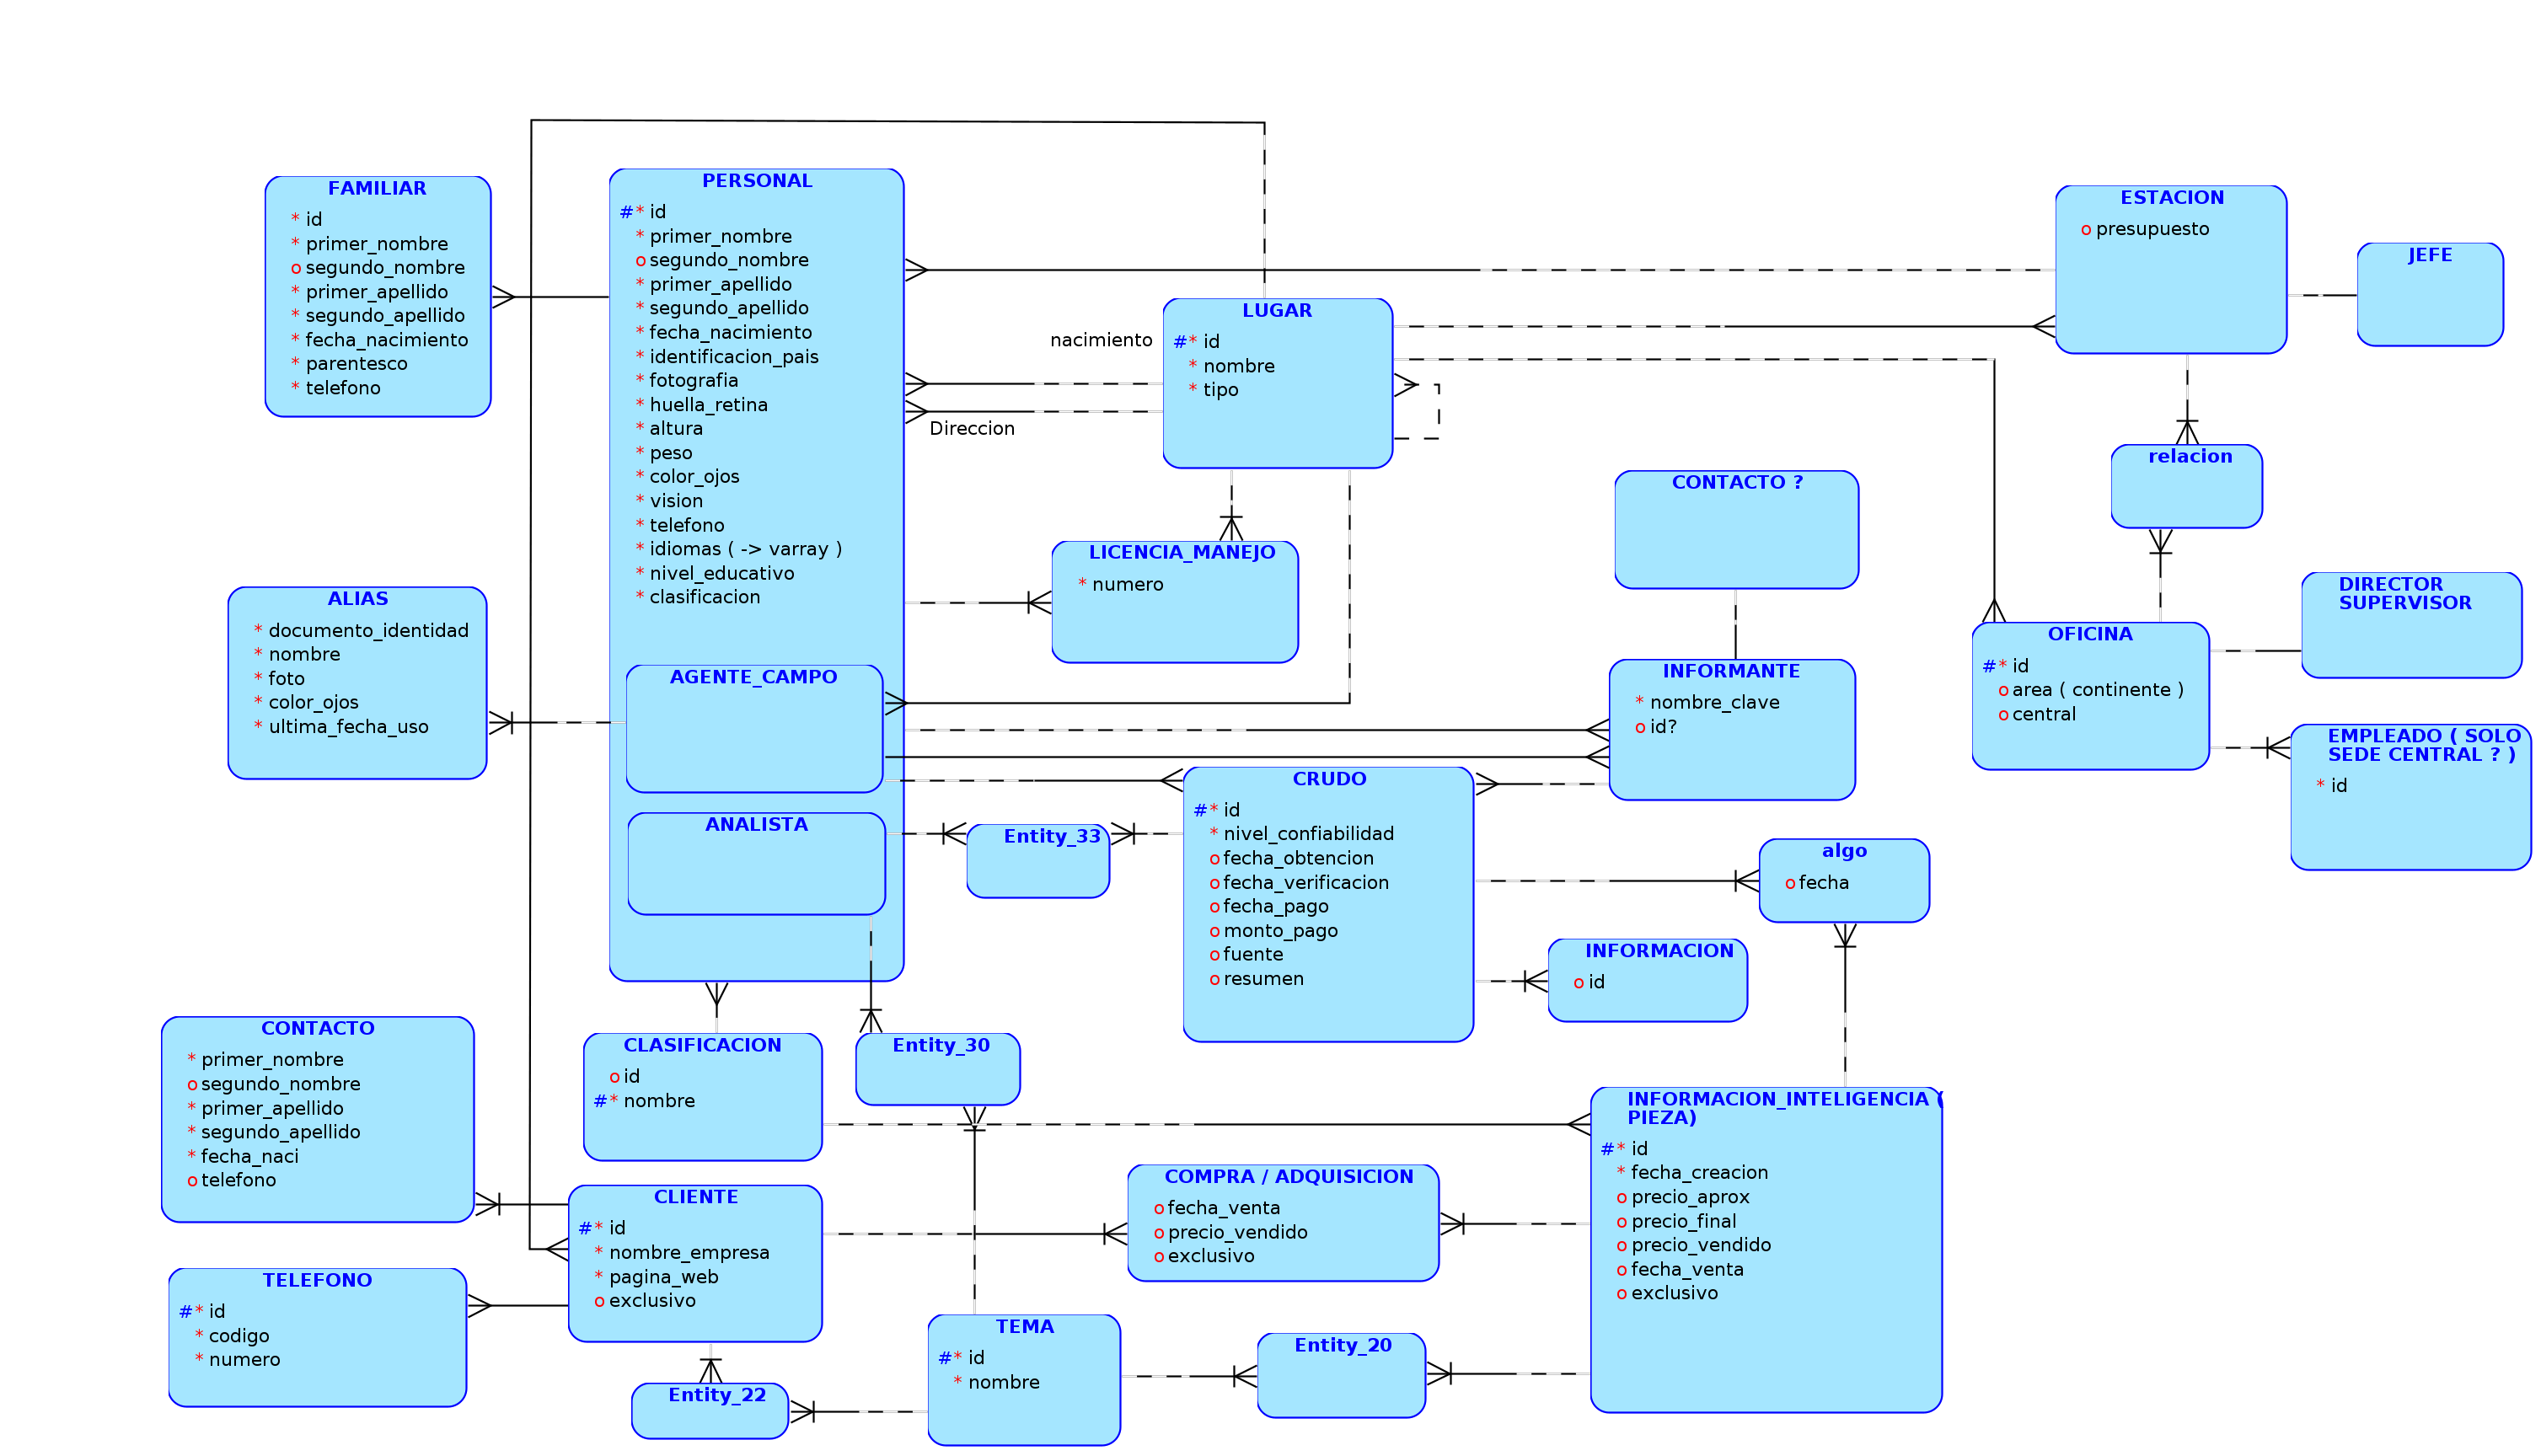 FAMILIAR
* id
* primer_nombre
o segundo_nombre
* primer_apellido
* segundo_apellido
* fecha_nacimiento
* parentesco
* telefono
PERSONAL
#* id
* primer_nombre
o segundo_nombre
* primer_apellido
* segundo_apellido
* fecha_nacimiento
* identificacion_pais
* fotografia
* huella_retina
* altura
* peso
* color_ojos
* vision
* telefono
* idiomas ( -> varray )
* nivel_educativo
* clasificacion
AGENTE_CAMPO
ANALISTA
nacimiento
Direccion
LUGAR
#* id
* nombre
* tipo
ESTACION
o presupuesto
JEFE
relacion
CONTACTO ?
LICENCIA_MANEJO
* numero
ALIAS
* documento_identidad
* nombre
* foto
* color_ojos
* ultima_fecha_uso
INFORMANTE
* nombre_clave
o id?
OFICINA
#* id
o area ( continente )
o central
DIRECTOR
SUPERVISOR
EMPLEADO ( SOLO
SEDE CENTRAL ? )
* id
CRUDO
#* id
* nivel_confiabilidad
o fecha_obtencion
o fecha_verificacion
o fecha_pago
o monto_pago
o fuente
o resumen
Entity_33
algo
o fecha
INFORMACION
o id
CONTACTO
* primer_nombre
o segundo_nombre
* primer_apellido
* segundo_apellido
* fecha_naci
o telefono
CLASIFICACION
o id
#* nombre
Entity_30
INFORMACION_INTELIGENCIA (
PIEZA)
#* id
* fecha_creacion
o precio_aprox
o precio_final
o precio_vendido
o fecha_venta
o exclusivo
COMPRA / ADQUISICION
o fecha_venta
o precio_vendido
o exclusivo
CLIENTE
#* id
* nombre_empresa
* pagina_web
o exclusivo
TELEFONO
#* id
* codigo
* numero
TEMA
#* id
* nombre
Entity_20
Entity_22